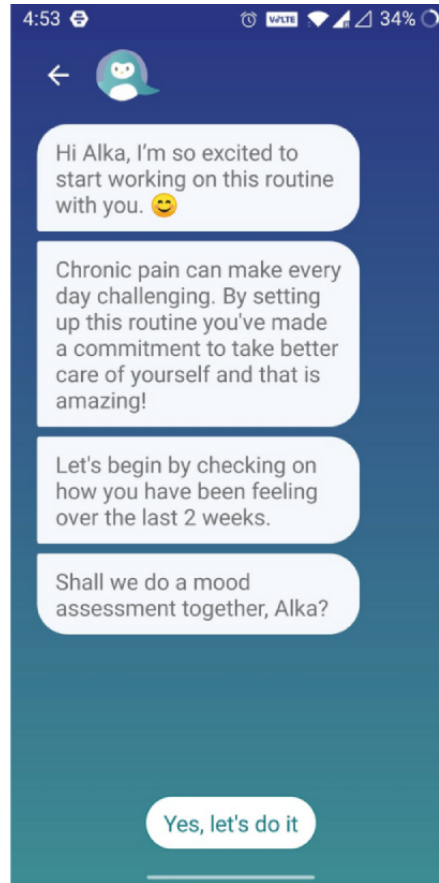 4:53 VoLTE 34%
Hi Alka, I'm so excited to
start working on this routine
with you. 😊
Chronic pain can make every
day challenging. By setting
up this routine you've made
a commitment to take better
care of yourself and that is
amazing!
Let's begin by checking on
how you have been feeling
over the last 2 weeks.
Shall we do a mood
assessment together, Alka?
Yes, let's do it